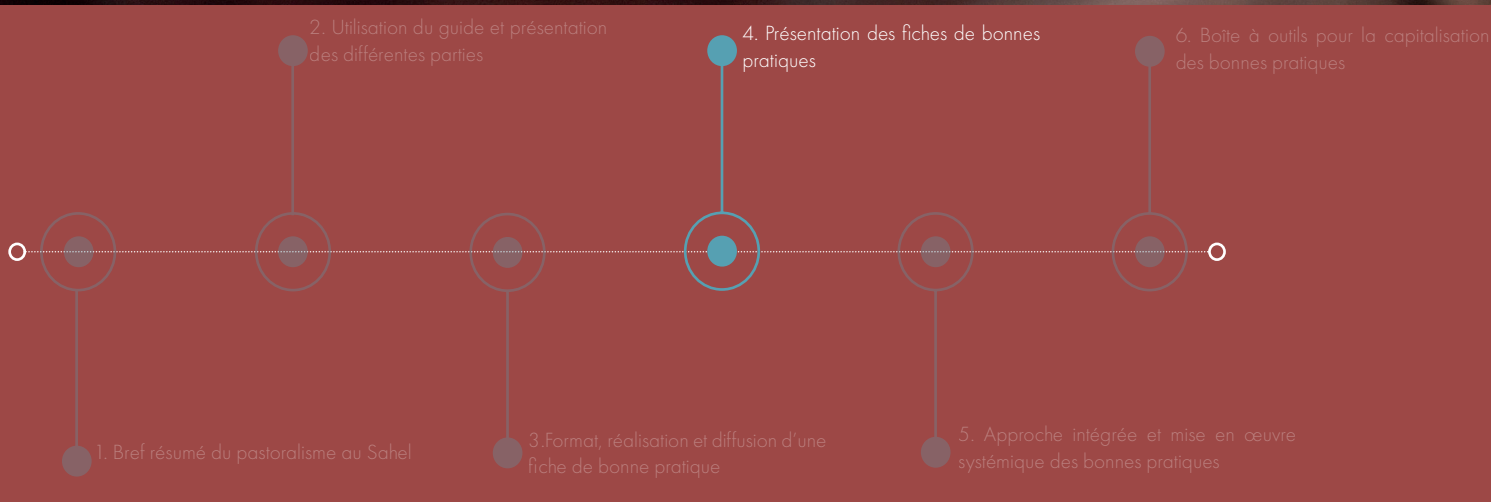 2. Utilisation du guide et présentation
des différentes parties
4. Présentation des fiches de bonnes
pratiques
6. Boîte à outils pour la capitalisation
des bonnes pratiques
1. Bref résumé du pastoralisme au Sahel
3.Format, réalisation et diffusion d'une
fiche de bonne pratique
5. Approche intégrée et mise en œuvre
systémique des bonnes pratiques